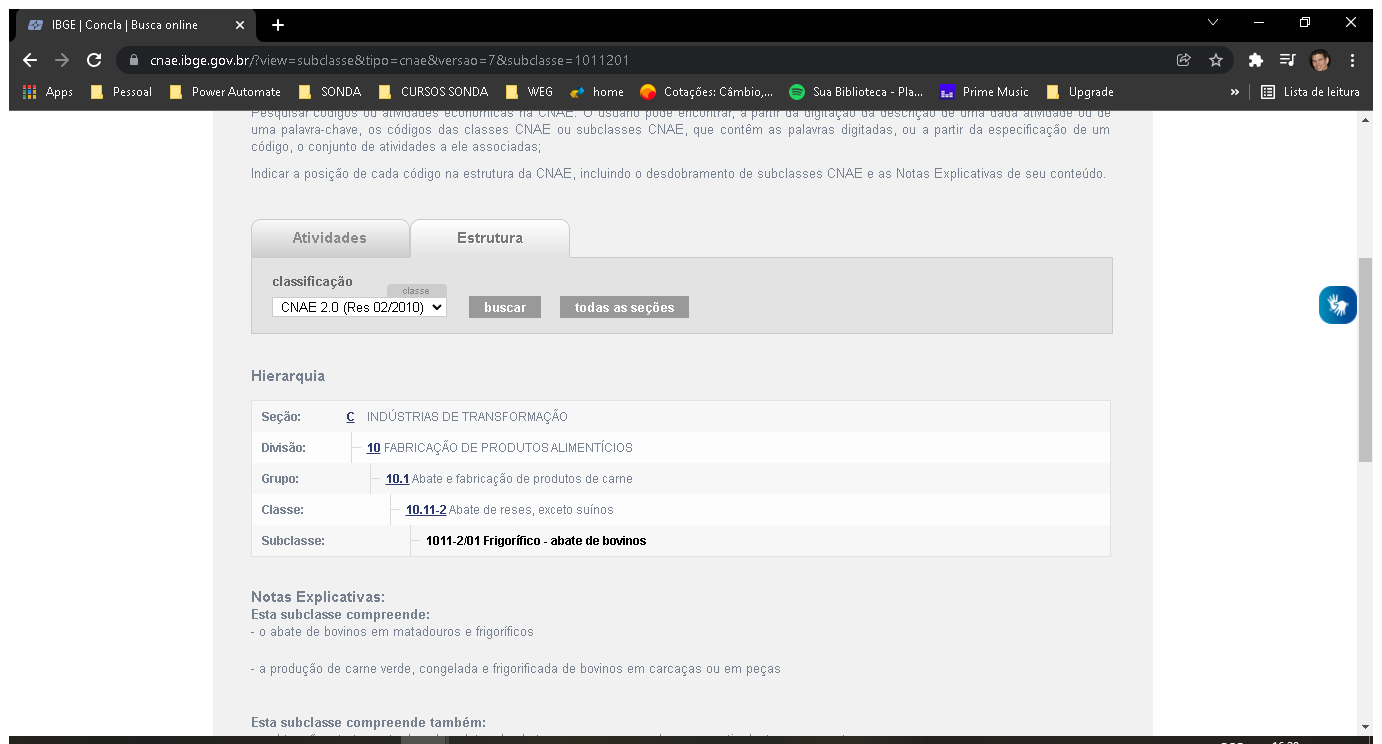 IBGE | Concla | Busca online
cnae.ibge.gov.br/?view=subclasse&tipo=cnae&versao=7&subclasse=1011201
Apps Pessoal Power Automate SONDA CURSOS SONDA WEG home Cotações: Câmbio,... Sua Biblioteca - Pla... Prime Music Upgrade » Lista de leitura
Pesquisar códigos ou atividades econômicas na CNAE. O usuário pode encontrar, a partir da digitação da descrição de uma dada atividade ou de
uma palavra-chave, os códigos das classes CNAE ou subclasses CNAE, que contêm as palavras digitadas, ou a partir da especificação de um
código, o conjunto de atividades a ele associadas;
Indicar a posição de cada código na estrutura da CNAE, incluindo o desdobramento de subclasses CNAE e as Notas Explicativas de seu conteúdo.
Atividades Estrutura
classificação
classe
CNAE 2.0 (Res 02/2010) buscar todas as seções
Hierarquia
Seção: C INDÚSTRIAS DE TRANSFORMAÇÃO
Divisão: 10 FABRICAÇÃO DE PRODUTOS ALIMENTÍCIOS
Grupo: 10.1 Abate e fabricação de produtos de carne
Classe: 10.11-2 Abate de reses, exceto suínos
Subclasse: 1011-2/01 Frigorífico - abate de bovinos
Notas Explicativas:
Esta subclasse compreende:
- o abate de bovinos em matadouros e frigoríficos
- a produção de carne verde, congelada e frigorificada de bovinos em carcaças ou em peças
Esta subclasse compreende também: